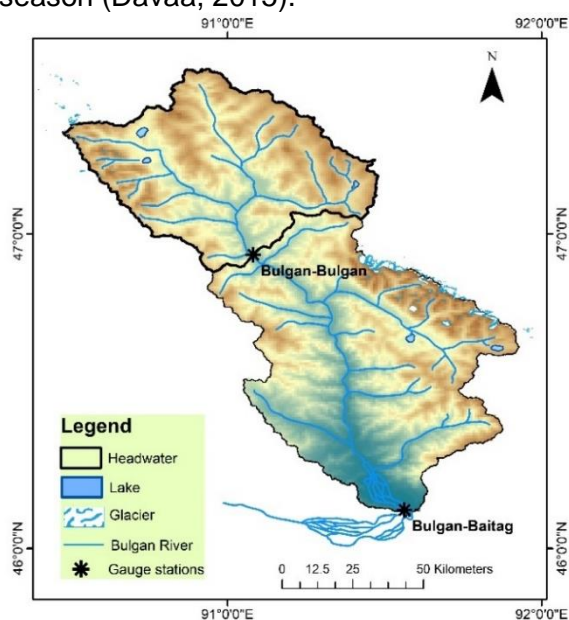 season (Davaa, 2015).
91°0'0"E
92°0'0"E
N
47°0'0"N
47°0'0"N
Bulgan-Bulgan
Legend
Headwater
Lake
Glacier
Bulgan River
Gauge stations
Bulgan-Baitag
46°0'0"N
46°0'0"N
0 12.5 25 50 Kilometers
91°0'0"E
92°0'0"E